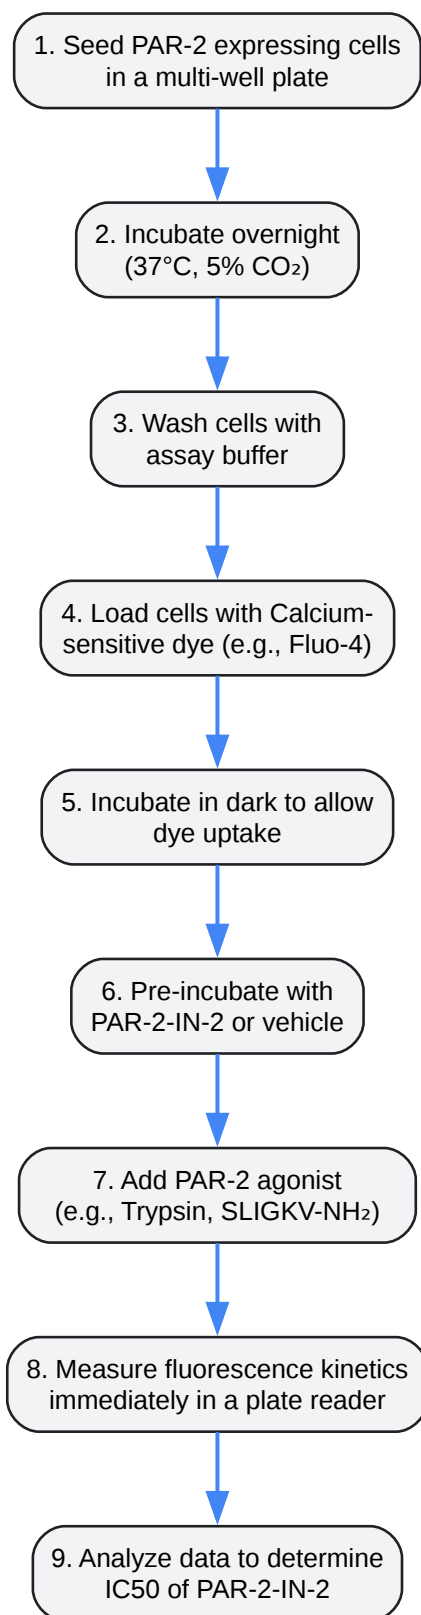 1. Seed PAR-2 expressing cells
in a multi-well plate
2. Incubate overnight
(37°C, 5% CO₂)
3. Wash cells with
assay buffer
4. Load cells with Calcium-
sensitive dye (e.g., Fluo-4)
5. Incubate in dark to allow
dye uptake
6. Pre-incubate with
PAR-2-IN-2 or vehicle
7. Add PAR-2 agonist
(e.g., Trypsin, SLIGKV-NH₂)
8. Measure fluorescence kinetics
immediately in a plate reader
9. Analyze data to determine
IC50 of PAR-2-IN-2